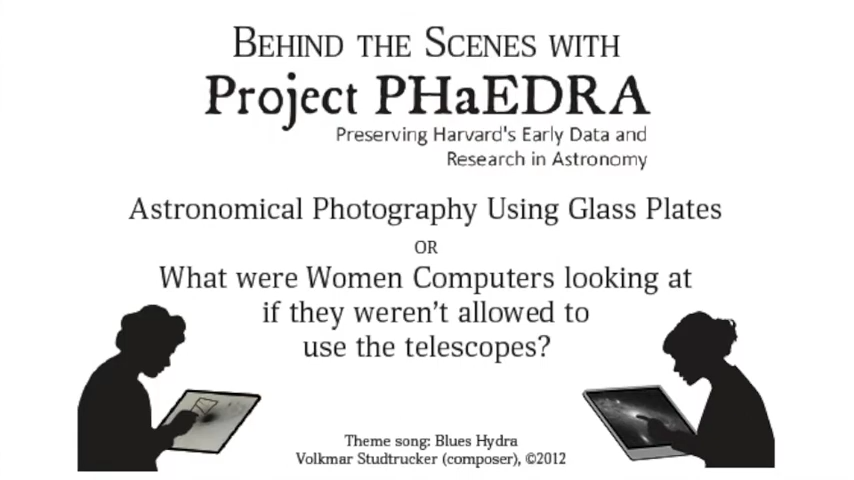 BEHIND THE SCENES WITH
Project PHaEDRA
Preserving Harvard's Early Data and
Research in Astronomy
Astronomical Photography Using Glass Plates
OR
What were Women Computers looking at
if they weren't allowed to
use the telescopes?
Theme song: Blues Hydra
Volkmar Studtrucker (composer), ©2012